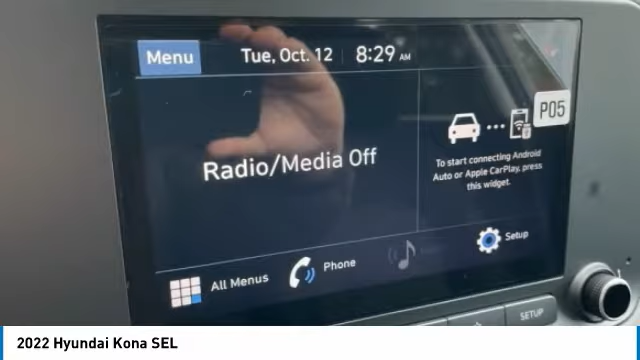 Menu
Tue, Oct. 12
8:29 AM
P05
Radio/Media Off
To start connecting Android
Auto or Apple CarPlay, press
this widget.
All Menus
Phone
Setup
SETUP
2022 Hyundai Kona SEL